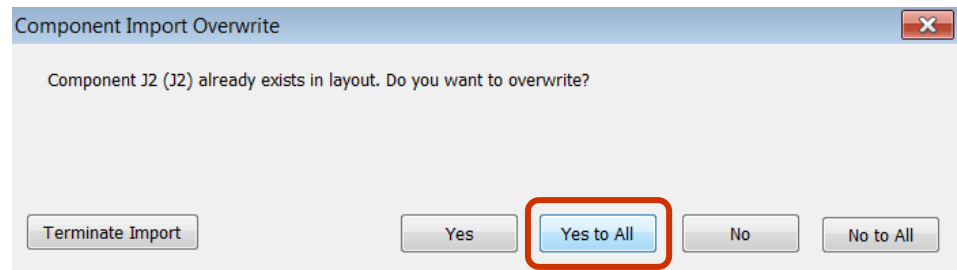 Component Import Overwrite
Component J2 (J2) already exists in layout. Do you want to overwrite?
Terminate Import Yes Yes to All No No to All